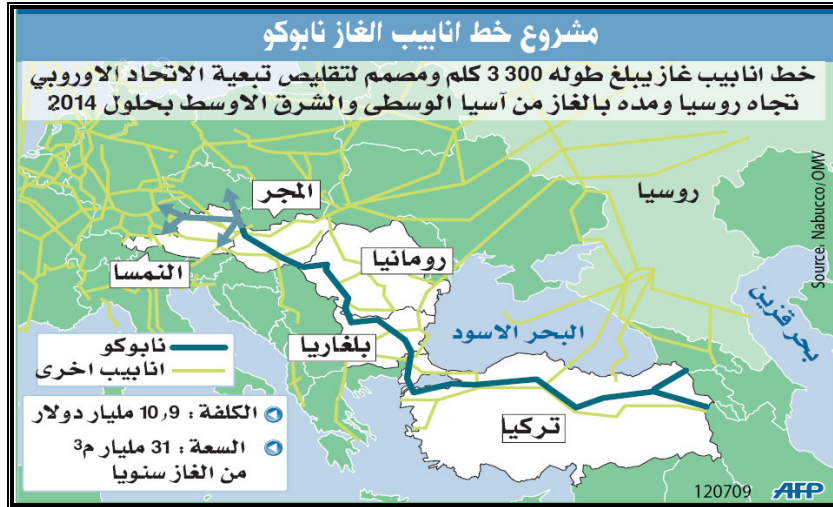 مشروع خط انابيب الغاز نابوكو
خط انابيب غاز يبلغ طوله 300 3 كلم ومصمم لتقليص تبعية الاتحاد الاوروبي
تجاه روسيا ومده بالغاز من آسيا الوسطى والشرق الاوسط بحلول 2014
روسيا
المجر
النمسا
رومانيا
بلغاريا
البحر الاسود
بحر قزوين
تركيا
Source: Nabucco/OMV
نابوكو
انابيب اخرى
الكلفة : 10,9 مليار دولار
السعة : 31 مليار م³
من الغاز سنويا
120709 AFP